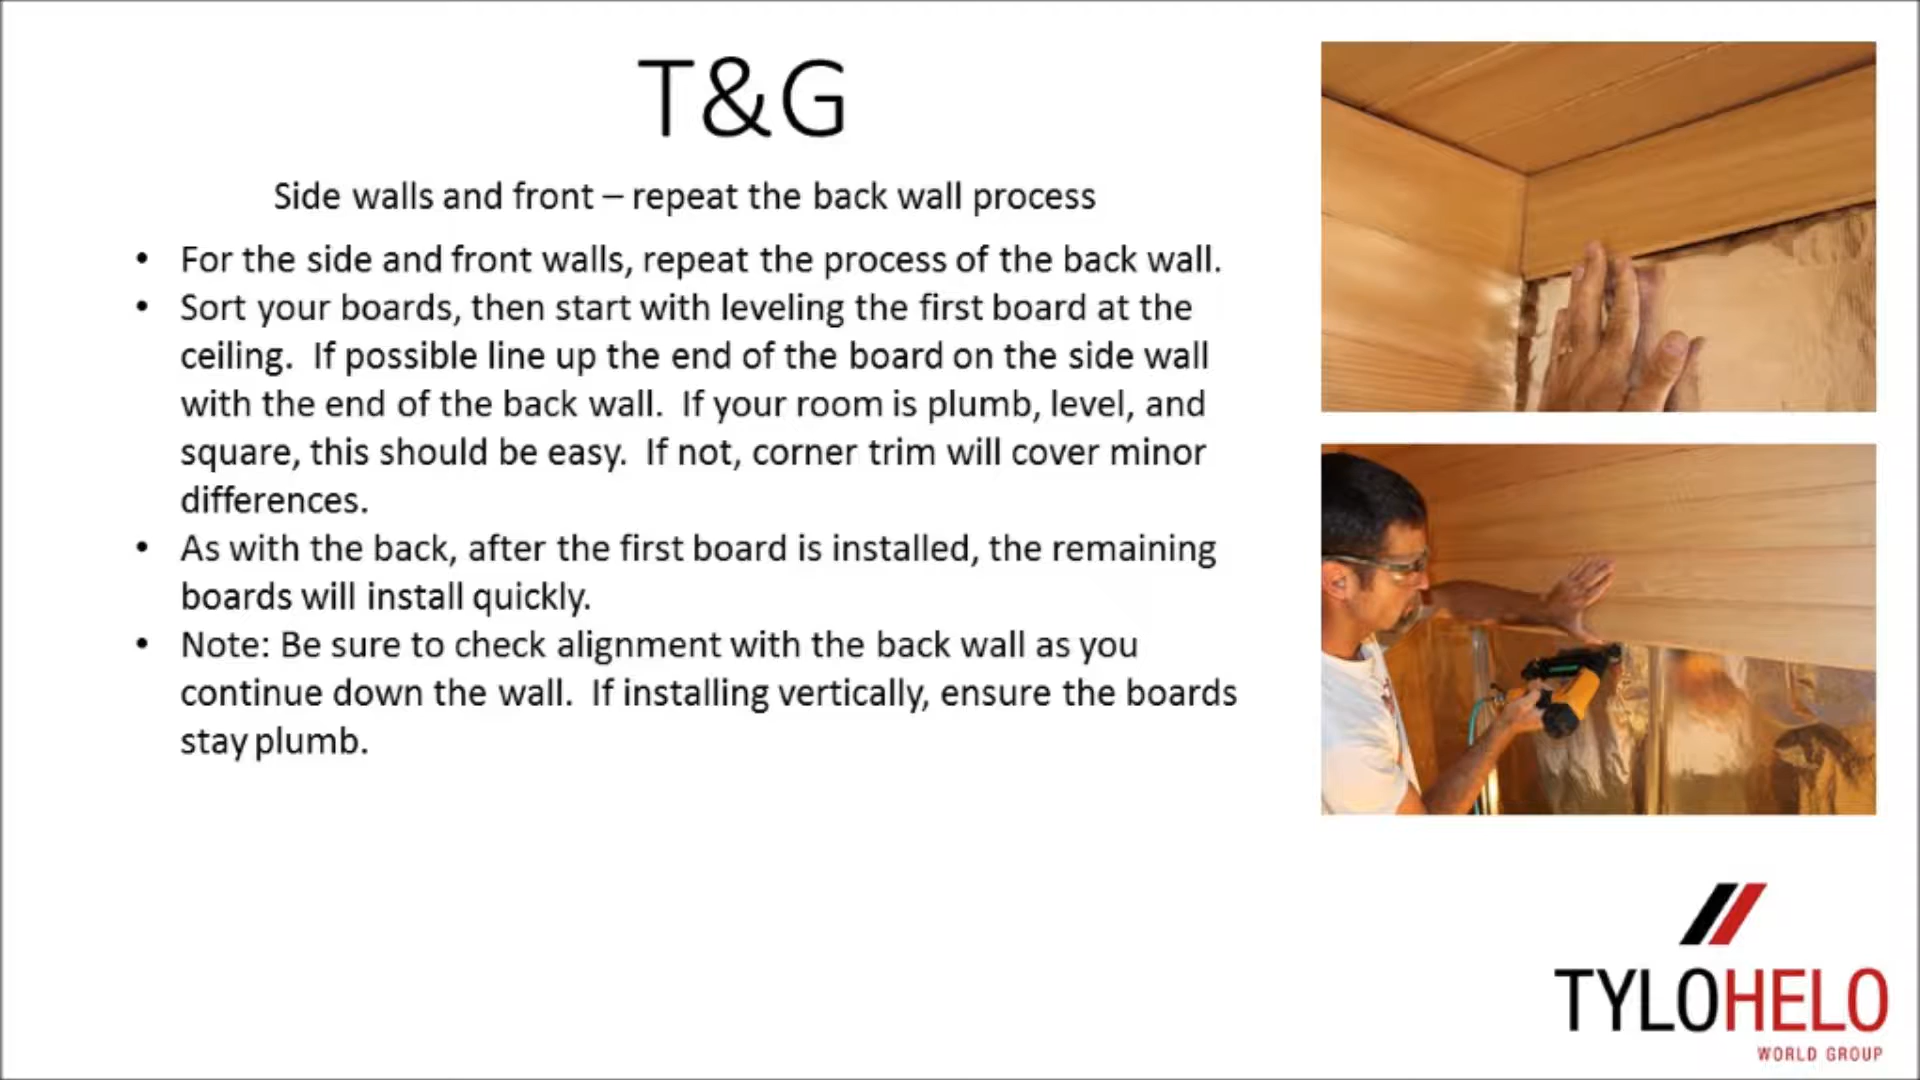 T&G
Side walls and front – repeat the back wall process
• For the side and front walls, repeat the process of the back wall.
• Sort your boards, then start with leveling the first board at the
ceiling.  If possible line up the end of the board on the side wall
with the end of the back wall.  If your room is plumb, level, and
square, this should be easy.  If not, corner trim will cover minor
differences.
• As with the back, after the first board is installed, the remaining
boards will install quickly.
• Note: Be sure to check alignment with the back wall as you
continue down the wall.  If installing vertically, ensure the boards
stay plumb.
TYLOHELO
WORLD GROUP